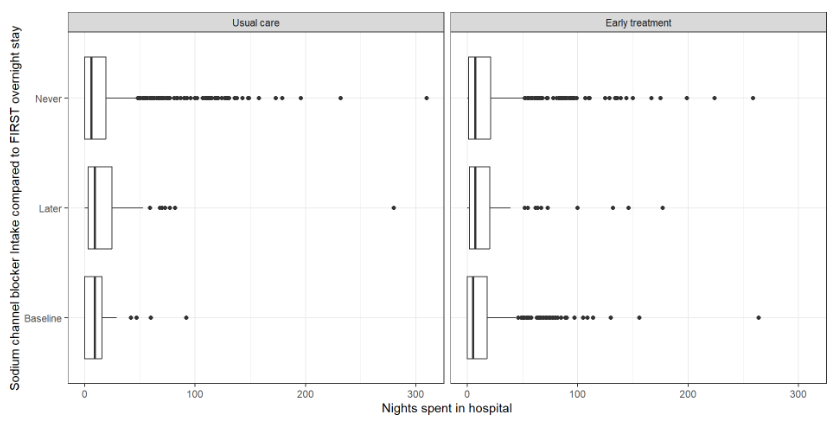 Usual care
Early treatment
Sodium channel blocker Intake compared to FIRST overnight stay
Never
Later
Baseline
0 100 200 300
0 100 200 300
Nights spent in hospital